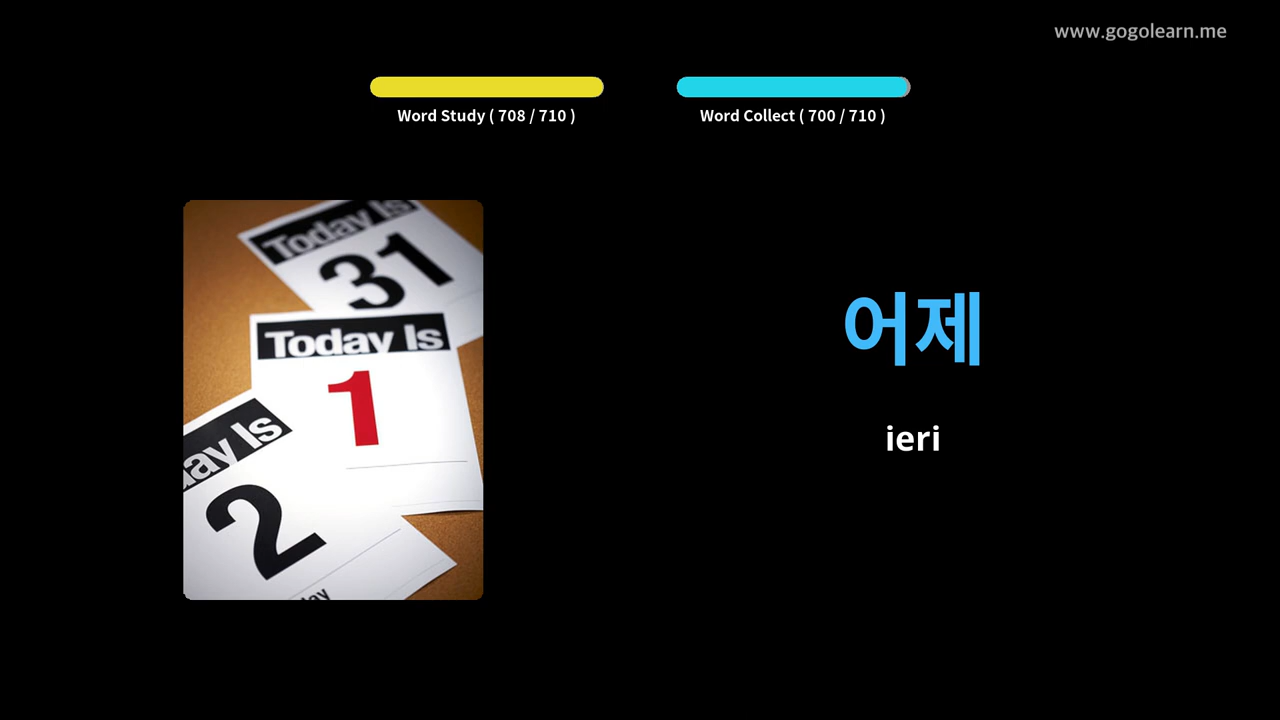 www.gogolearn.me
Word Study ( 708 / 710 )
Word Collect ( 700 / 710 )
Today Is
31
Today Is
1
day Is
2
어제
ieri